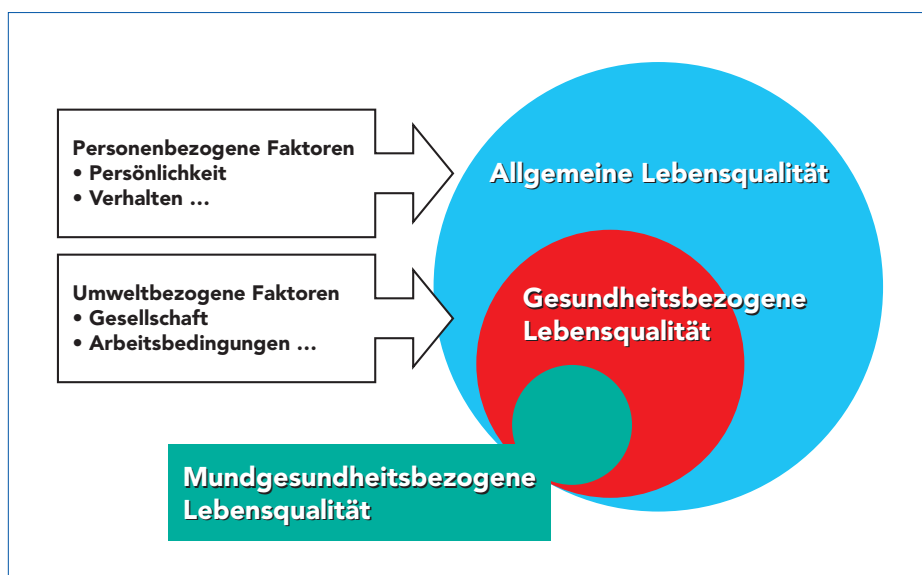 Personenbezogene Faktoren
• Persönlichkeit
• Verhalten ...
Allgemeine Lebensqualität
Umweltbezogene Faktoren
• Gesellschaft
• Arbeitsbedingungen ...
Gesundheitsbezogene
Lebensqualität
Mundgesundheitsbezogene
Lebensqualität